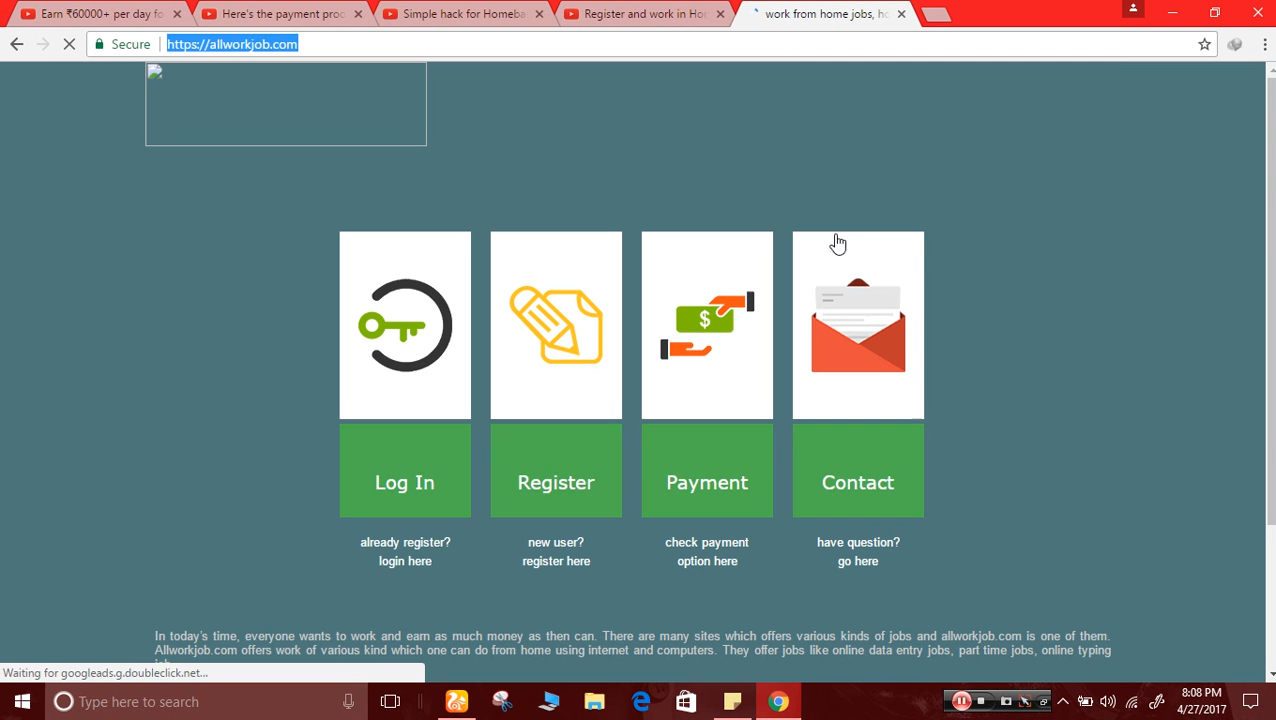 Earn ₹60000+ per day fo
Here's the payment proc
Simple hack for Homeba
Register and work in Ho
work from home jobs, ho
Secure
https://allworkjob.com
$
Log In
Register
Payment
Contact
already register?
login here
new user?
register here
check payment
option here
have question?
go here
In today's time, everyone wants to work and earn as much money as then can. There are many sites which offers various kinds of jobs and allworkjob.com is one of them.
Allworkjob.com offers work of various kind which one can do from home using internet and computers. They offer jobs like online data entry jobs, part time jobs, online typing
Waiting for googleads.g.doubleclick.net...
Type here to search
8:08 PM
4/27/2017